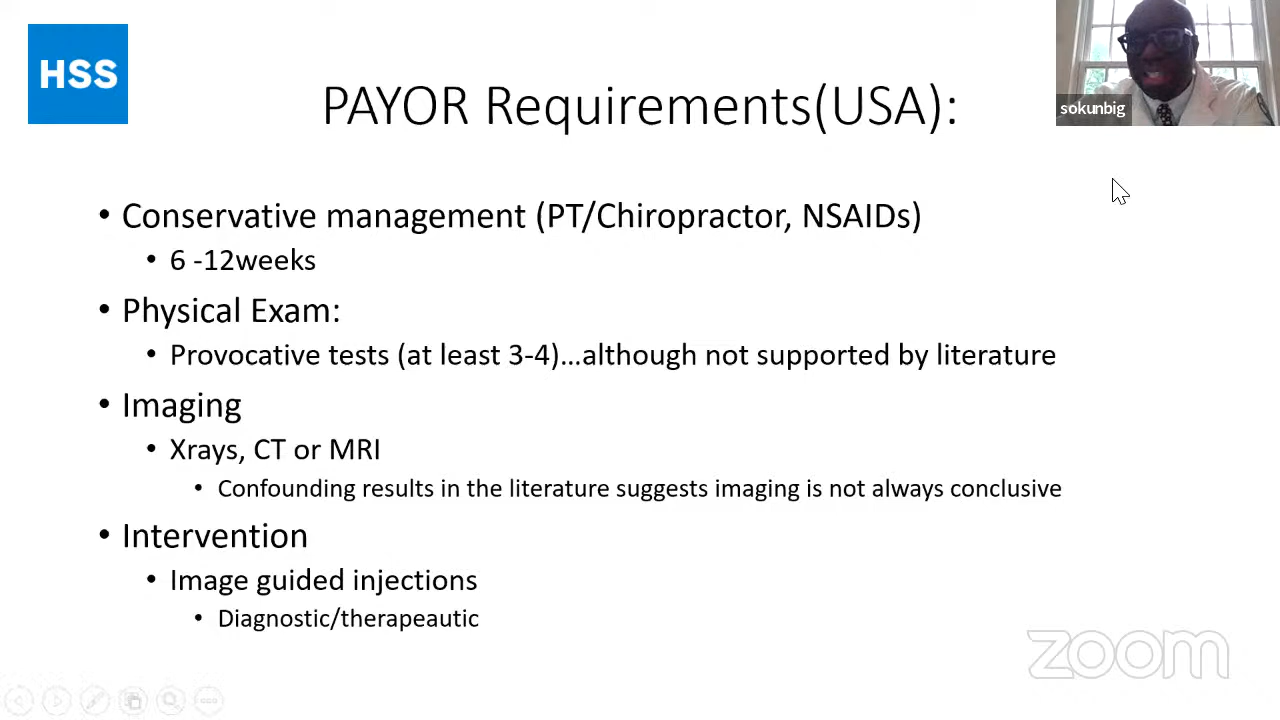 HSS
PAYOR Requirements(USA):
sokunbig
• Conservative management (PT/Chiropractor, NSAIDs)
• 6 -12weeks
• Physical Exam:
• Provocative tests (at least 3-4)...although not supported by literature
• Imaging
• Xrays, CT or MRI
• Confounding results in the literature suggests imaging is not always conclusive
• Intervention
• Image guided injections
• Diagnostic/therapeautic
zoom